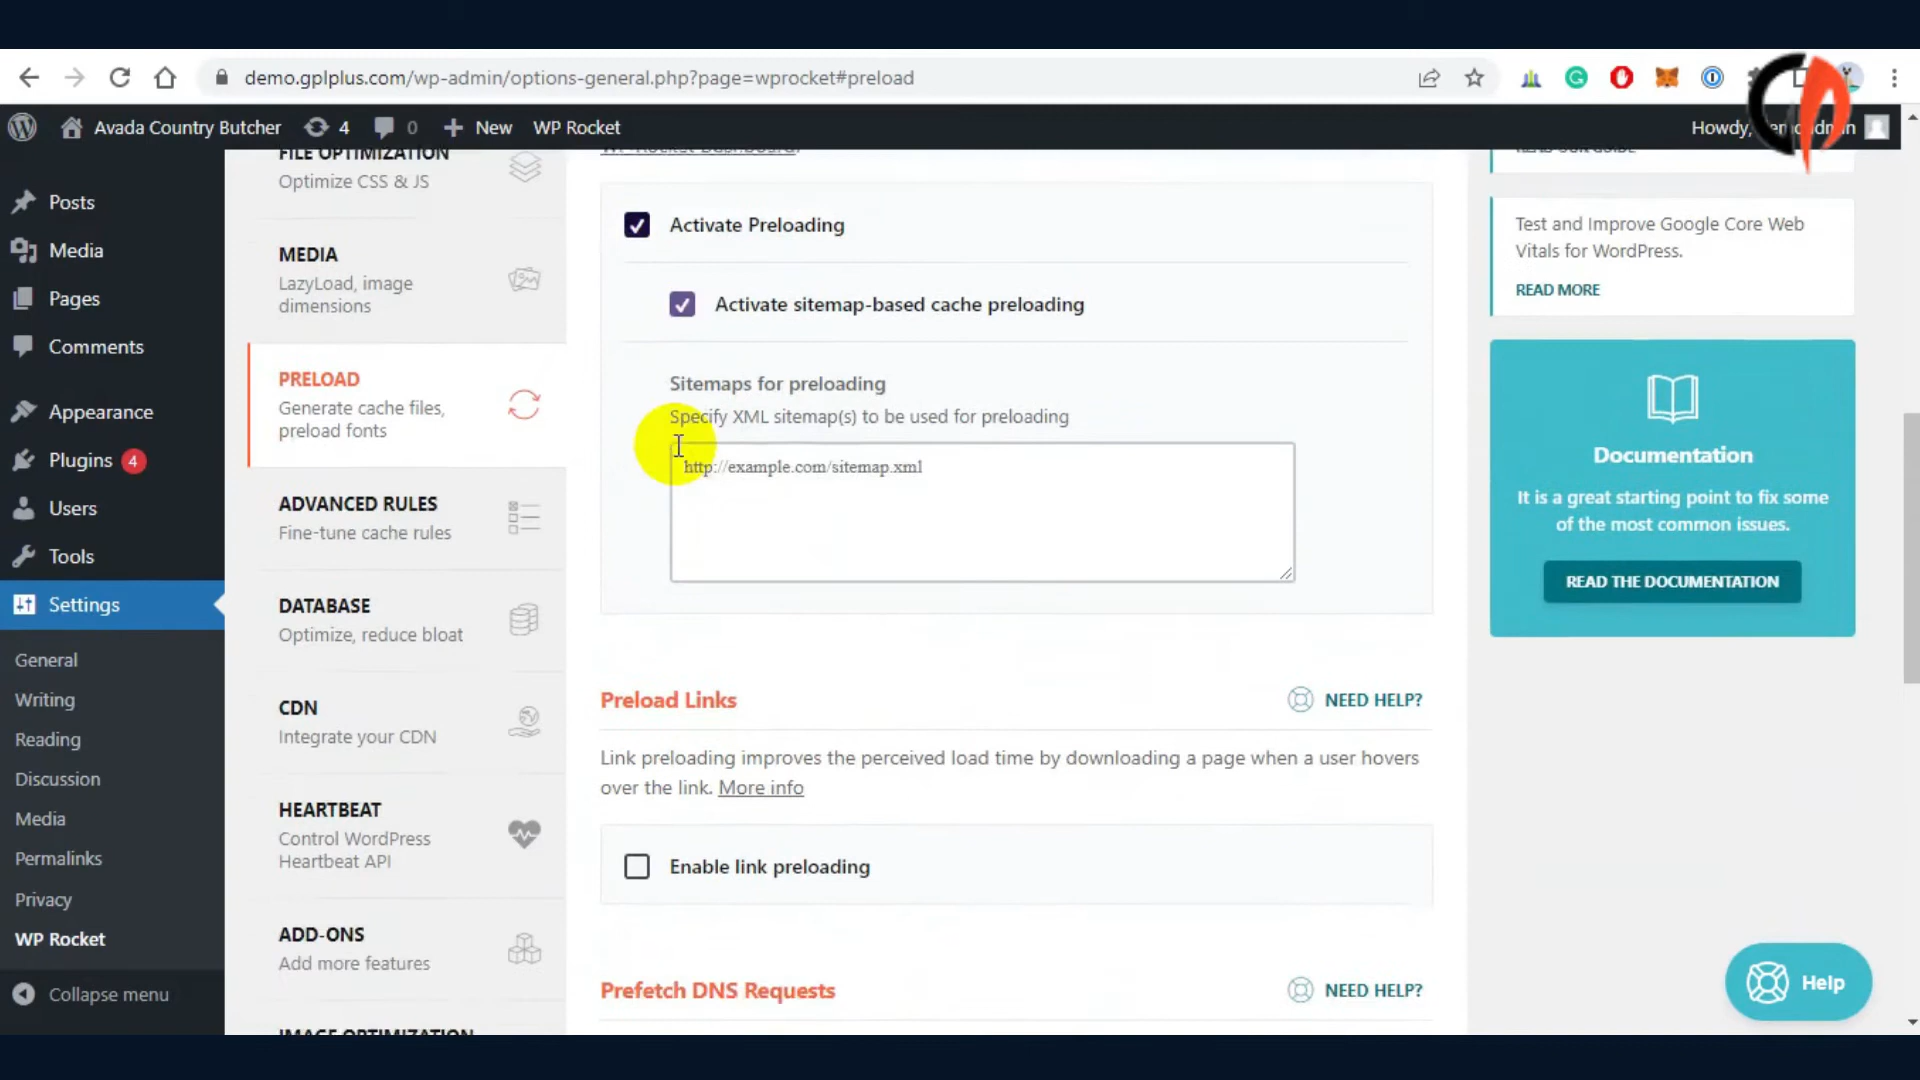 demo.gplplus.com/wp-admin/options-general.php?page=wprocket#preload
Avada Country Butcher 4 0 New WP Rocket
Howdy,
Posts
Media
Pages
Comments
Appearance
Plugins 4
Users
Tools
Settings
General
Writing
Reading
Discussion
Media
Permalinks
Privacy
WP Rocket
Collapse menu
FILE OPTIMIZATION
Optimize CSS & JS
MEDIA
LazyLoad, image
dimensions
PRELOAD
Generate cache files,
preload fonts
ADVANCED RULES
Fine-tune cache rules
DATABASE
Optimize, reduce bloat
CDN
Integrate your CDN
HEARTBEAT
Control WordPress
Heartbeat API
ADD-ONS
Add more features
IMAGE OPTIMIZATION
WP Rocket Dashboard.
Activate Preloading
Activate sitemap-based cache preloading
Sitemaps for preloading
Specify XML sitemap(s) to be used for preloading
http://example.com/sitemap.xml
Preload Links
NEED HELP?
Link preloading improves the perceived load time by downloading a page when a user hovers
over the link. More info
Enable link preloading
Prefetch DNS Requests
NEED HELP?
READ OUR GUIDE
Test and Improve Google Core Web
Vitals for WordPress.
READ MORE
Documentation
It is a great starting point to fix some
of the most common issues.
READ THE DOCUMENTATION
Help